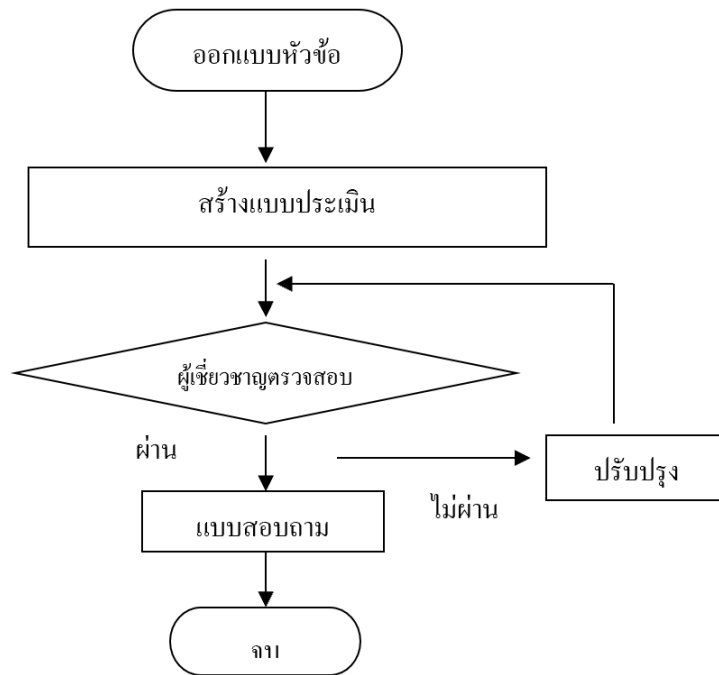 ออกแบบหัวข้อ
สร้างแบบประเมิน
ผู้เชี่ยวชาญตรวจสอบ
ผ่าน
ปรับปรุง
ไม่ผ่าน
แบบสอบถาม
จบ